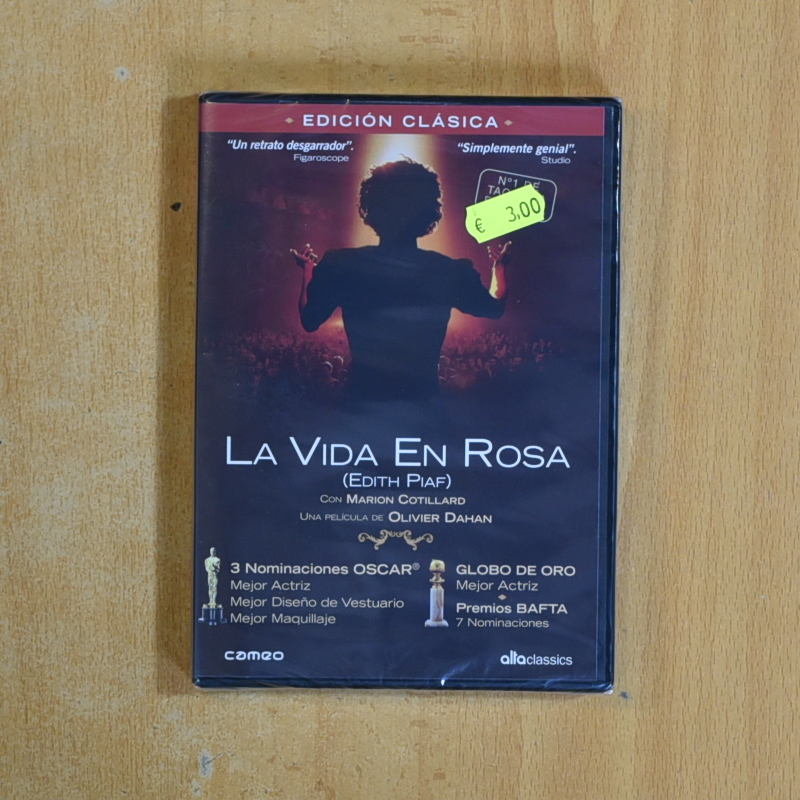 EDICIÓN CLÁSICA
"Un retrato desgarrador".
Figaroscope
"Simplemente genial".
Studio
Nº1 DE
€ 3,00
LA VIDA EN ROSA
(EDITH PIAF)
CON MARION COTILLARD
UNA PELÍCULA DE OLIVIER DAHAN
3 Nominaciones OSCAR®
Mejor Actriz
Mejor Diseño de Vestuario
Mejor Maquillaje
GLOBO DE ORO
Mejor Actriz
Premios BAFTA
7 Nominaciones
cameo
altaclassics